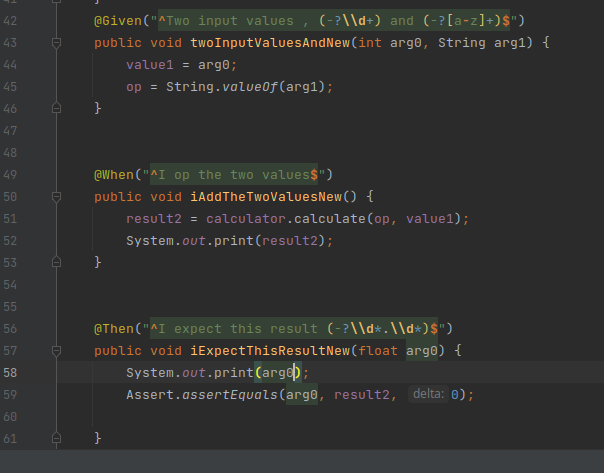 42 @Given("^Two input values , (-?\\d+) and (-?[a-z]+)$")
43 public void twoInputValuesAndNew(int arg0, String arg1) {
44 value1 = arg0;
45 op = String.valueOf(arg1);
46 }
47
48
49 @When("^I op the two values$")
50 public void iAddTheTwoValuesNew() {
51 result2 = calculator.calculate(op, value1);
52 System.out.print(result2);
53 }
54
55
56 @Then("^I expect this result (-?\\d*.\\d*)$")
57 public void iExpectThisResultNew(float arg0) {
58 System.out.print(arg0);
59 Assert.assertEquals(arg0, result2, delta: 0);
60
61 }